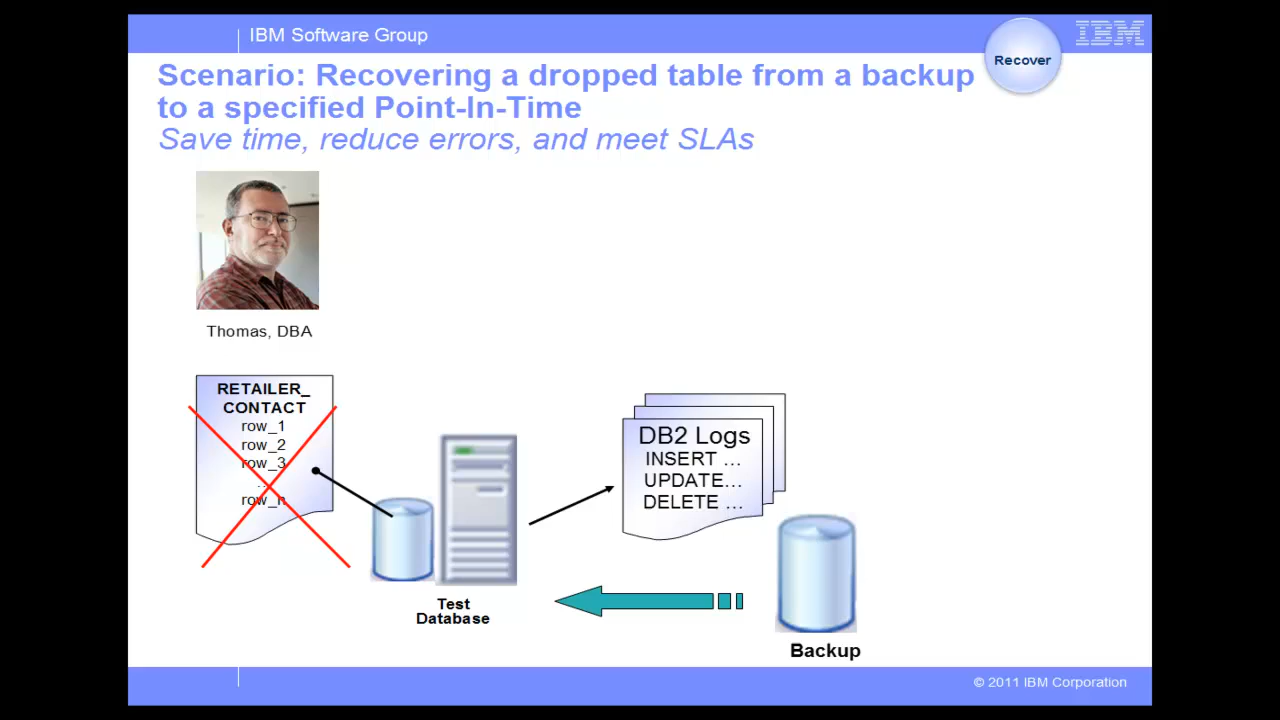 IBM Software Group
IBM
Recover
Scenario: Recovering a dropped table from a backup
to a specified Point-In-Time
Save time, reduce errors, and meet SLAs
Thomas, DBA
RETAILER_
CONTACT
row_1
row_2
row_3
...
row_n
DB2 Logs
INSERT ...
UPDATE...
DELETE ...
Test
Database
Backup
© 2011 IBM Corporation